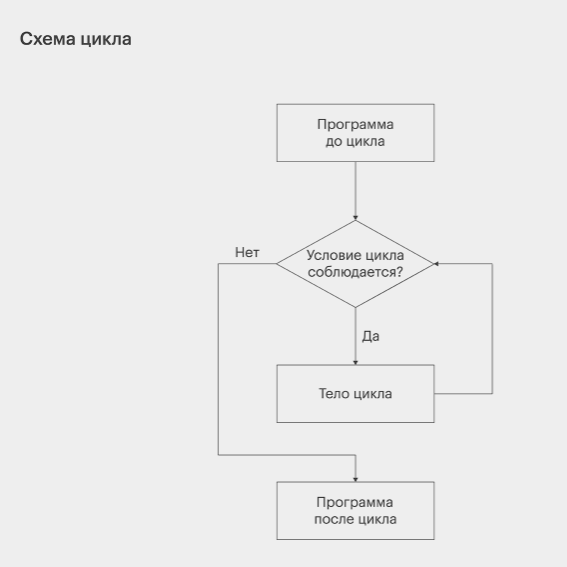 Схема цикла
Программа
до цикла
Нет
Условие цикла
соблюдается?
Да
Тело цикла
Программа
после цикла